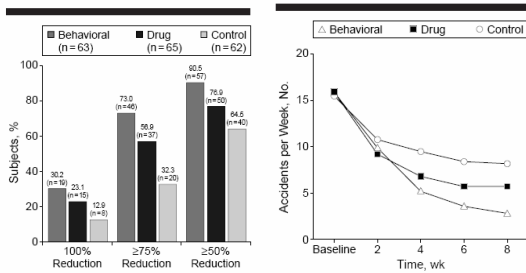 Behavioral Drug Control
(n = 63) (n = 65) (n = 62)
100
80
60
40
20
0
Subjects, %
30.2
(n = 19)
23.1
(n = 15)
12.9
(n = 8)
73.0
(n = 46)
56.9
(n = 37)
32.3
(n = 20)
90.5
(n = 57)
76.9
(n = 50)
64.5
(n = 40)
100% ≥75% ≥50%
Reduction Reduction Reduction
Behavioral Drug Control
Accidents per Week, No.
20
15
10
5
0
Baseline 2 4 6 8
Time, wk